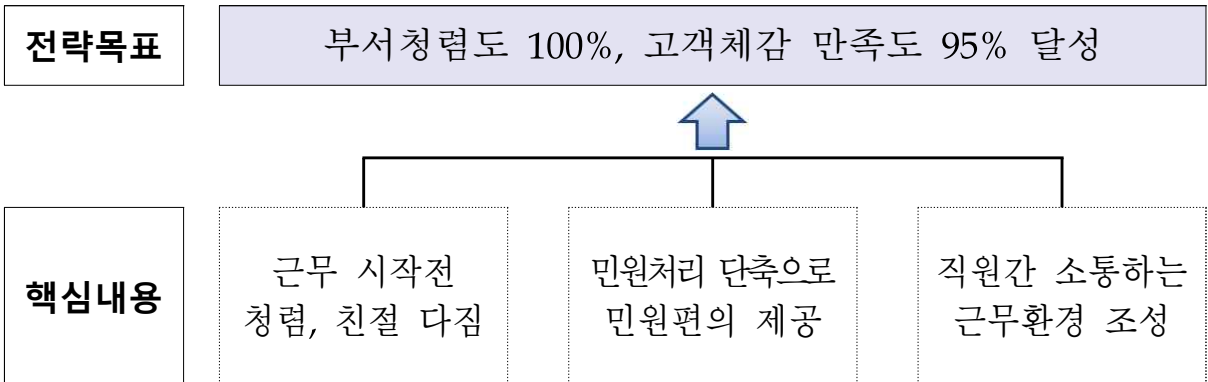 전략목표
부서청렴도 100%, 고객체감 만족도 95% 달성
핵심내용
근무 시작전
청렴, 친절 다짐
민원처리 단축으로
민원편의 제공
직원간 소통하는
근무환경 조성